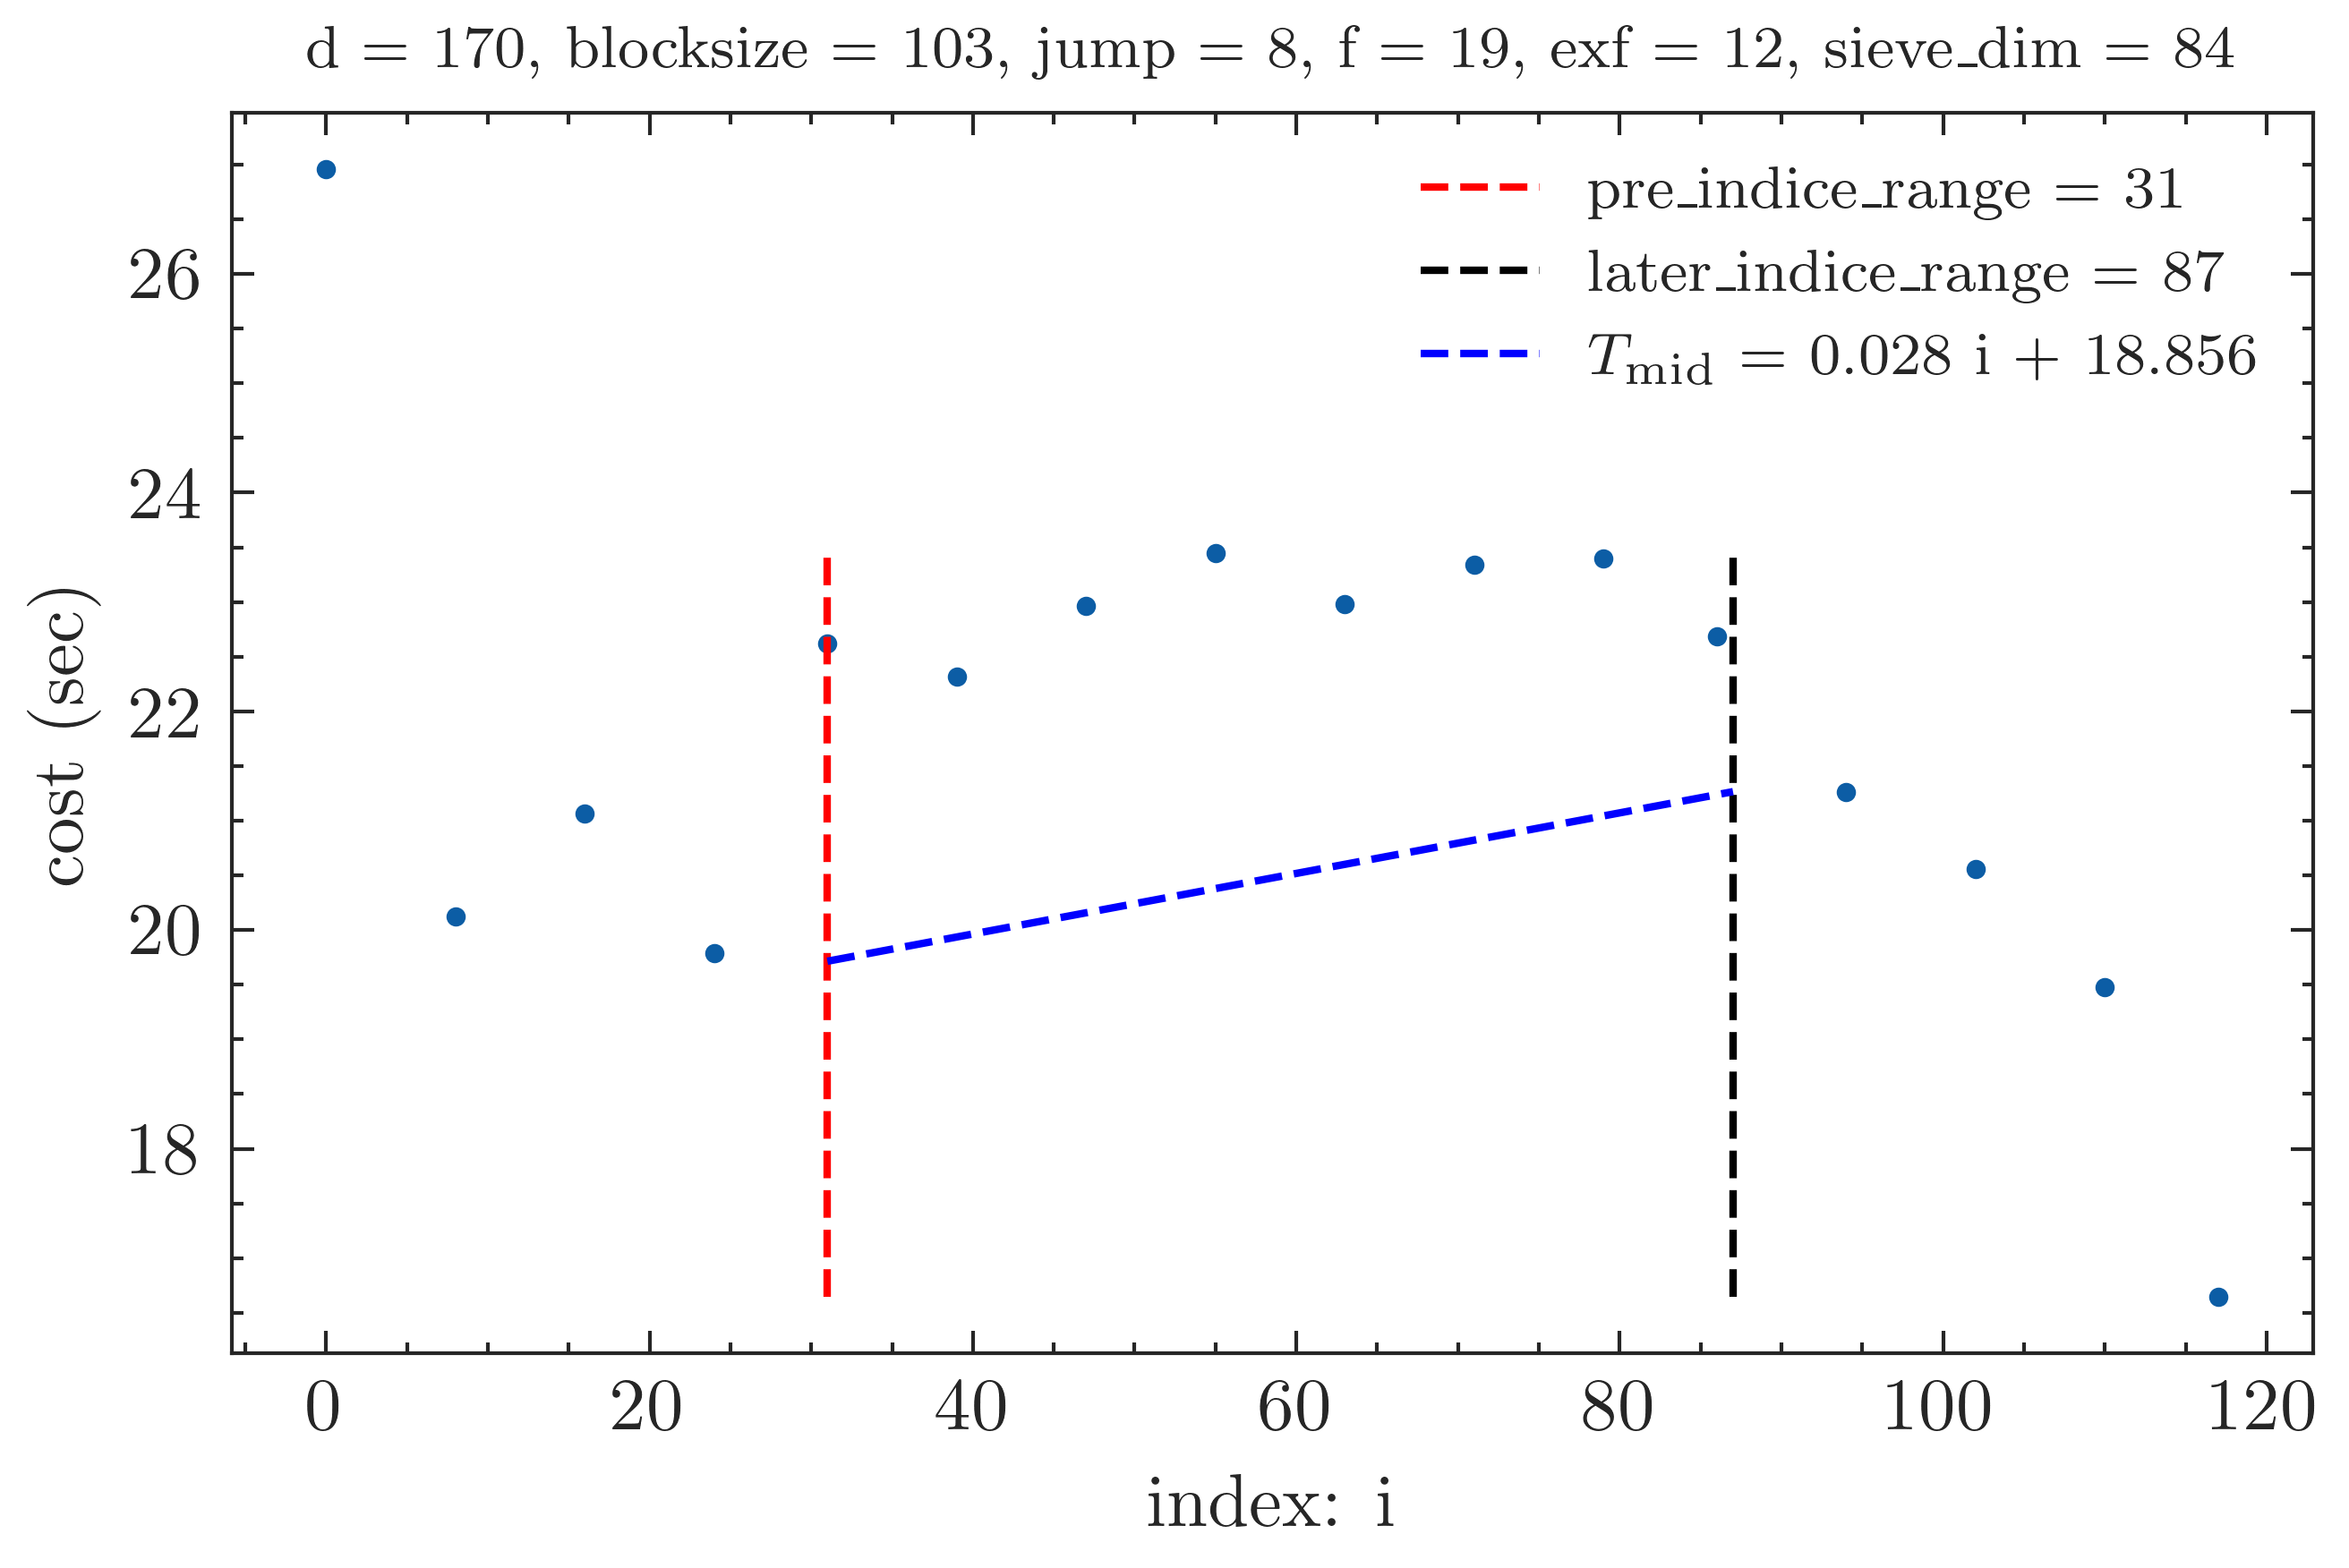 d = 170, blocksize = 103, jump = 8, f = 19, exf = 12, sieve_dim = 84
pre_indice_range = 31
later_indice_range = 87
T_mid = 0.028 i + 18.856
26
24
22
20
18
cost (sec)
0 20 40 60 80 100 120
index: i